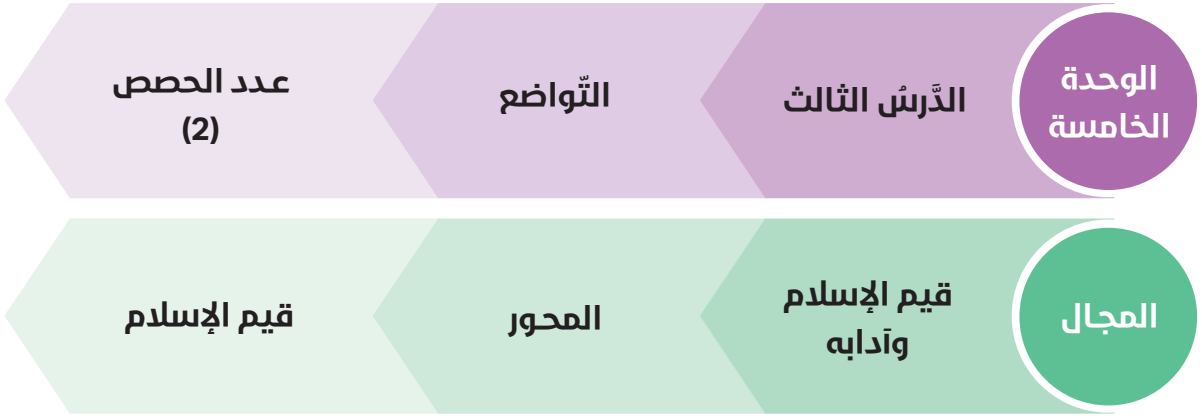 الوحدة
الخامسة
الدَّرسُ الثالث
التّواضع
عدد الحصص
(2)
المجال
قيم الإسلام
وآدابه
المحور
قيم الإسلام